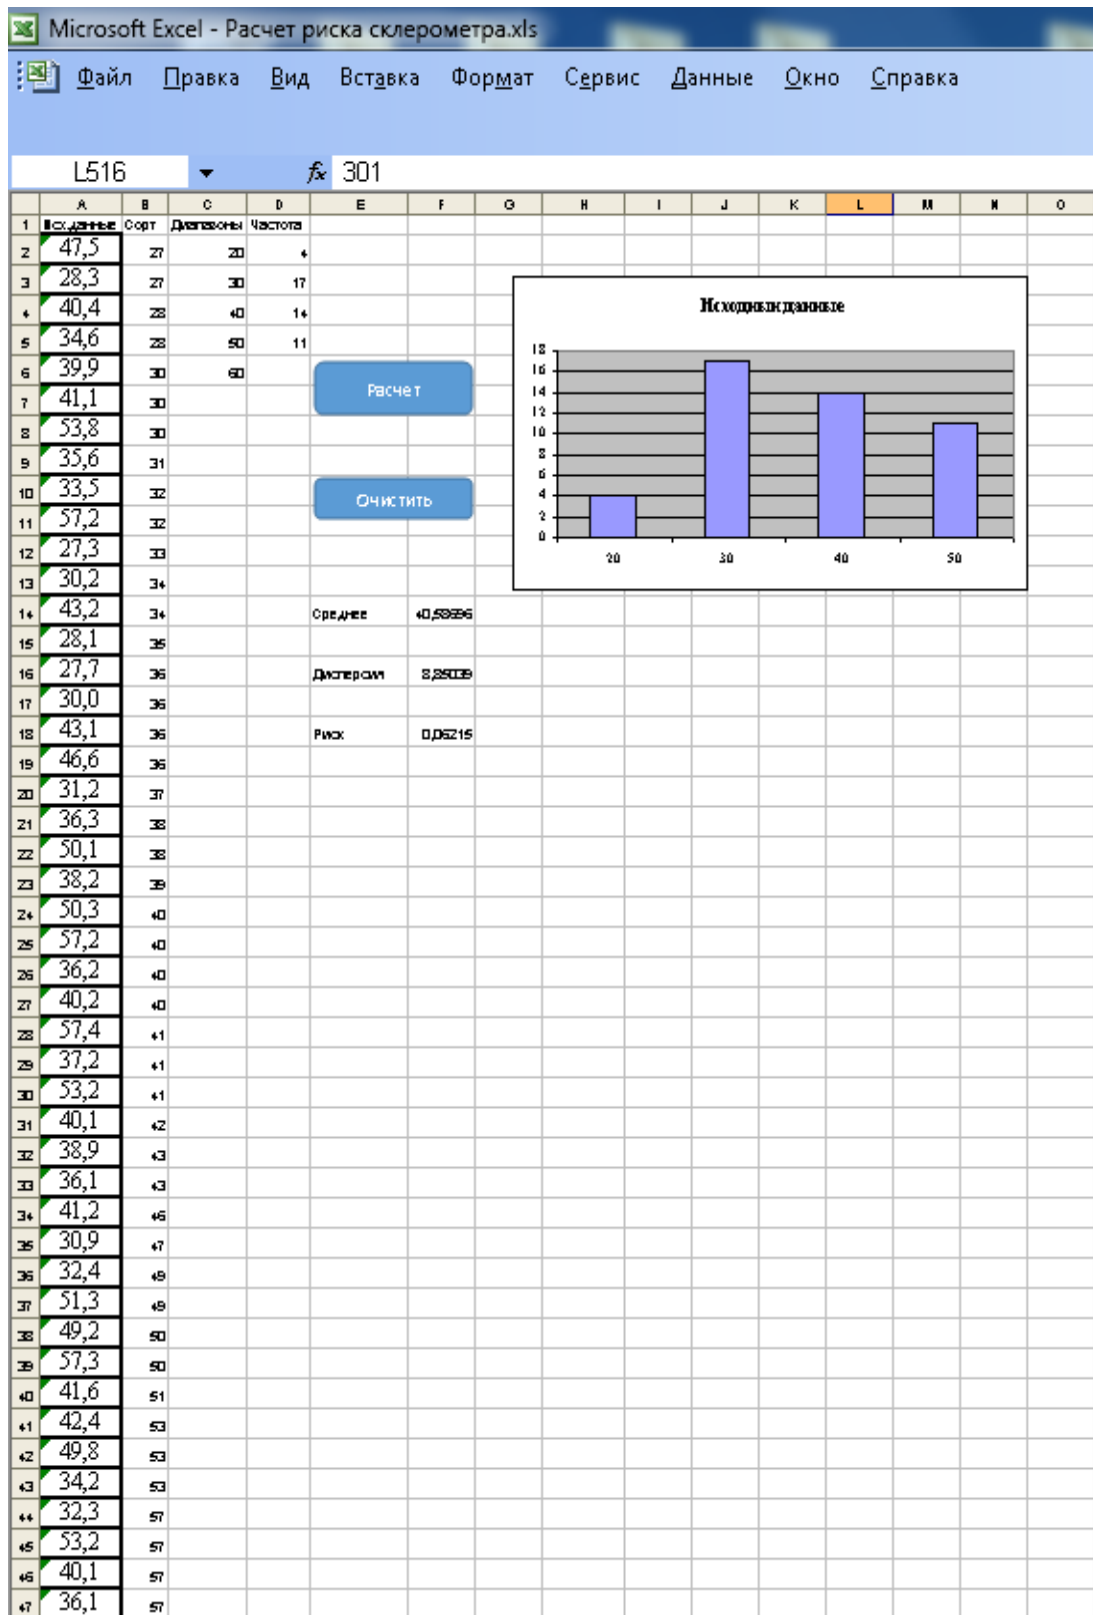 Microsoft Excel - Расчет риска склерометра.xls
Файл Правка Вид Вставка Формат Сервис Данные Окно Справка
L516 fx 301
A B C D E F G H I J K L M N O
1 Исх.данные Сорт Диапазоны Частота
2 47,5 27 20 4
3 28,3 27 30 17
4 40,4 28 40 14
5 34,6 28 50 11
6 39,9 30 60
7 41,1 30
8 53,8 30
9 35,6 31
10 33,5 32
11 57,2 32
12 27,3 33
13 30,2 34
14 43,2 34 Среднее 40,58696
15 28,1 35
16 27,7 36 Дисперсия 8,85039
17 30,0 36
18 43,1 36 Риск 0,06215
19 46,6 36
20 31,2 37
21 36,3 38
22 50,1 38
23 38,2 39
24 50,3 40
25 57,2 40
26 36,2 40
27 40,2 40
28 57,4 41
29 37,2 41
30 53,2 41
31 40,1 42
32 38,9 43
33 36,1 43
34 41,2 46
35 30,9 47
36 32,4 49
37 51,3 49
38 49,2 50
39 57,3 50
40 41,6 51
41 42,4 53
42 49,8 53
43 34,2 53
44 32,3 57
45 53,2 57
46 40,1 57
47 36,1 57
Расчет
Очистить
Исходныи данные
18
16
14
12
10
8
6
4
2
0
20 30 40 50